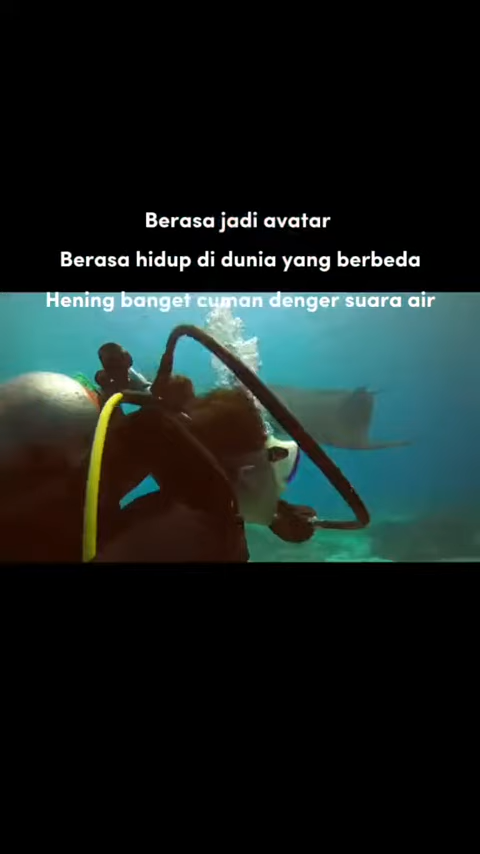 Berasa jadi avatar
Berasa hidup di dunia yang berbeda
Hening banget cuman denger suara air